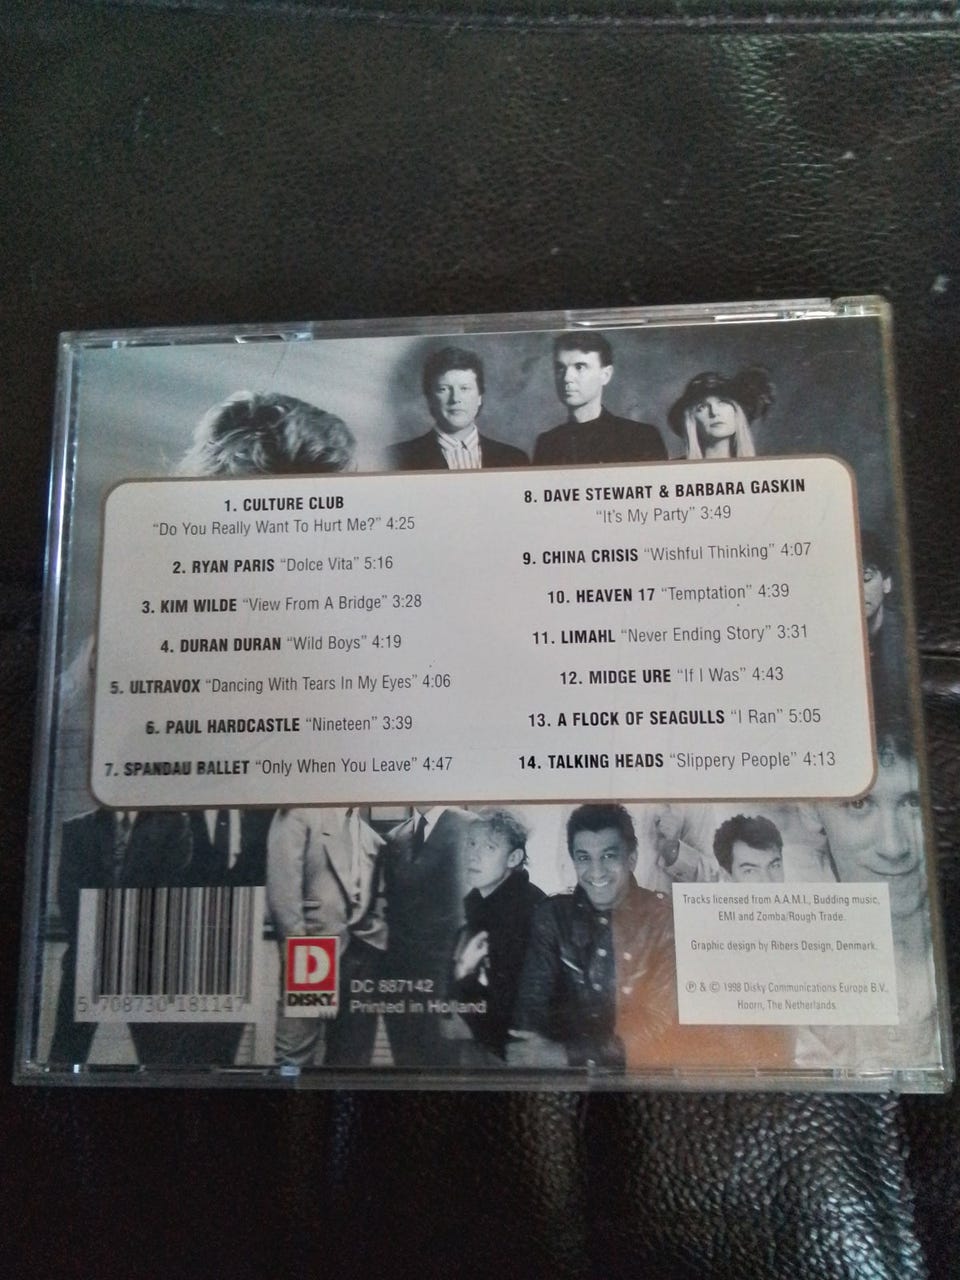 1. CULTURE CLUB
“Do You Really Want To Hurt Me?” 4:25
2. RYAN PARIS “Dolce Vita” 5:16
3. KIM WILDE “View From A Bridge” 3:28
4. DURAN DURAN “Wild Boys” 4:19
5. ULTRAVOX “Dancing With Tears In My Eyes” 4:06
6. PAUL HARDCASTLE “Nineteen” 3:39
7. SPANDAU BALLET “Only When You Leave” 4:47
8. DAVE STEWART & BARBARA GASKIN
“It’s My Party” 3:49
9. CHINA CRISIS “Wishful Thinking” 4:07
10. HEAVEN 17 “Temptation” 4:39
11. LIMAHL “Never Ending Story” 3:31
12. MIDGE URE “If I Was” 4:43
13. A FLOCK OF SEAGULLS “I Ran” 5:05
14. TALKING HEADS “Slippery People” 4:13
5 708730 181147
D
DISKY
DC 887142
Printed in Holland
Tracks licensed from A.A.M.I., Budding music,
EMI and Zomba/Rough Trade.
Graphic design by Ribers Design, Denmark.
℗ & © 1998 Disky Communications Europe B.V.,
Hoorn, The Netherlands